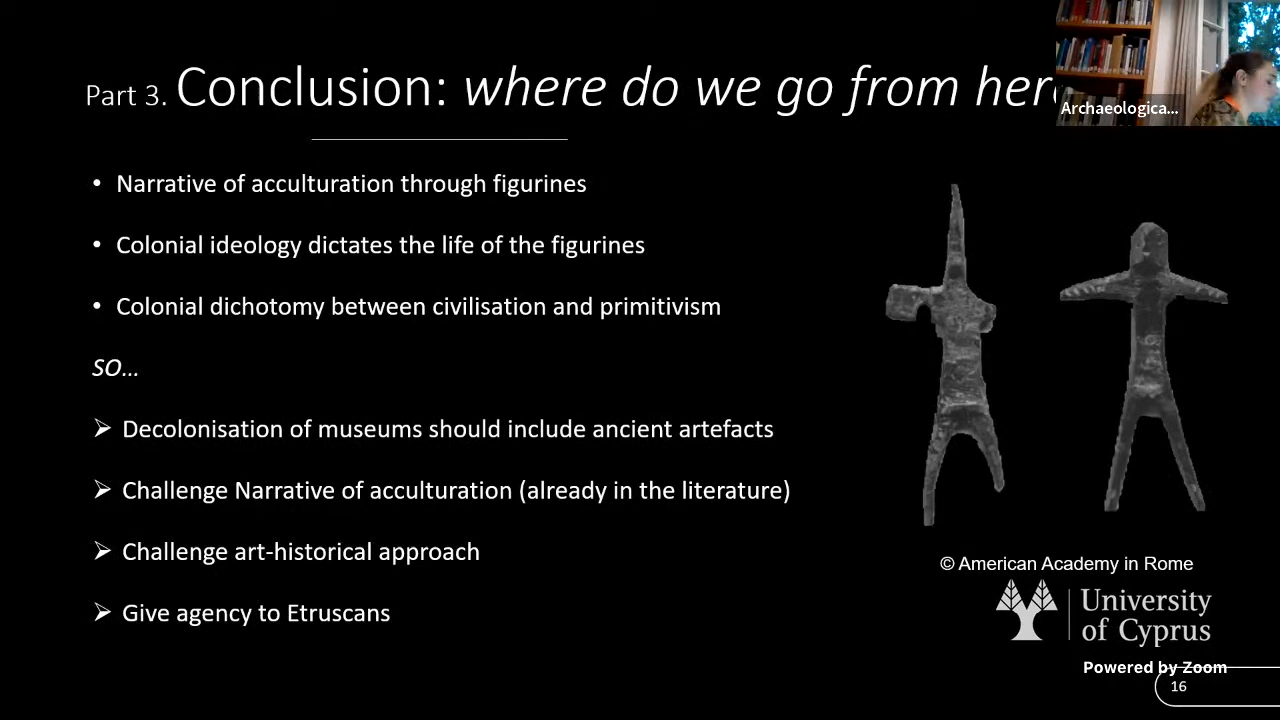 Part 3. Conclusion: where do we go from her
Archaeologica...
• Narrative of acculturation through figurines
• Colonial ideology dictates the life of the figurines
• Colonial dichotomy between civilisation and primitivism
SO...
➢ Decolonisation of museums should include ancient artefacts
➢ Challenge Narrative of acculturation (already in the literature)
➢ Challenge art-historical approach
➢ Give agency to Etruscans
© American Academy in Rome
University
of Cyprus
Powered by Zoom
16